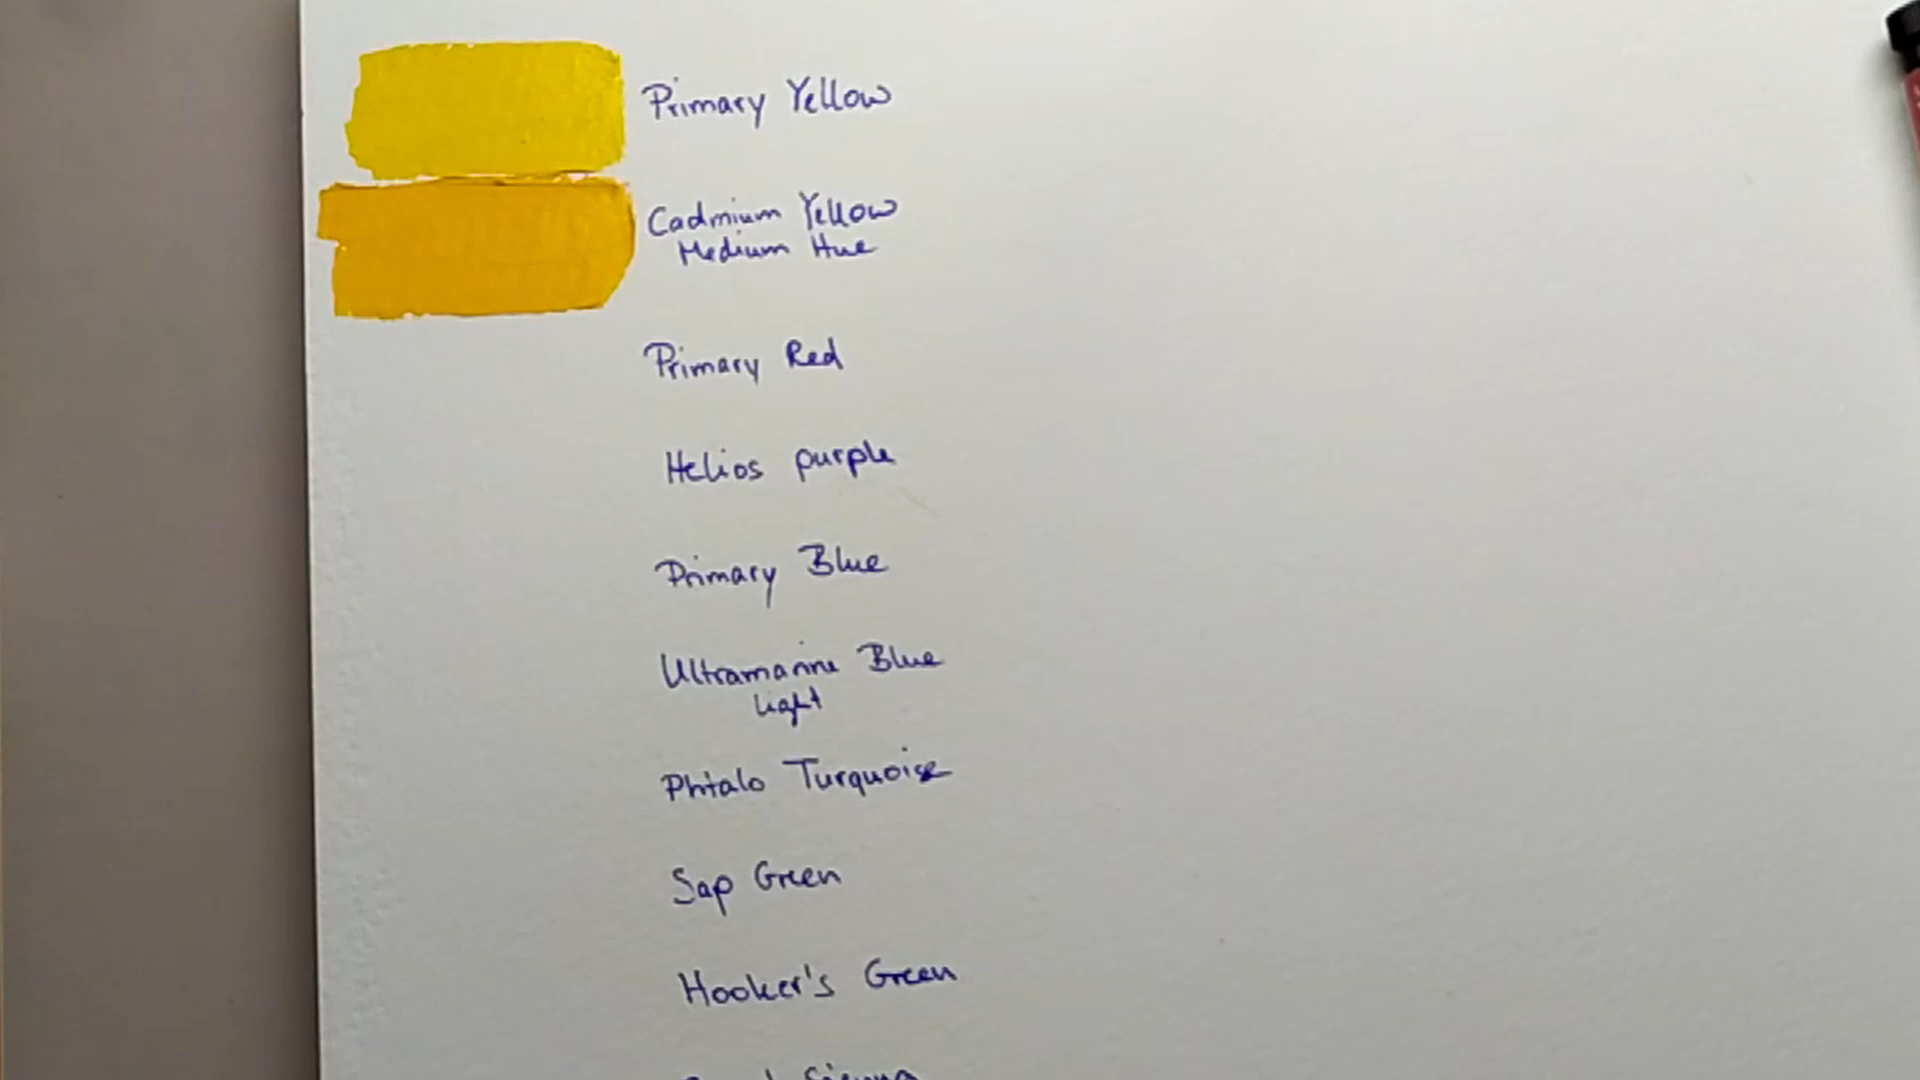 Primary Yellow
Cadmium Yellow
Medium Hue
Primary Red
Helios purple
Primary Blue
Ultramarine Blue
light
Phtalo Turquoise
Sap Green
Hooker's Green
Sienna